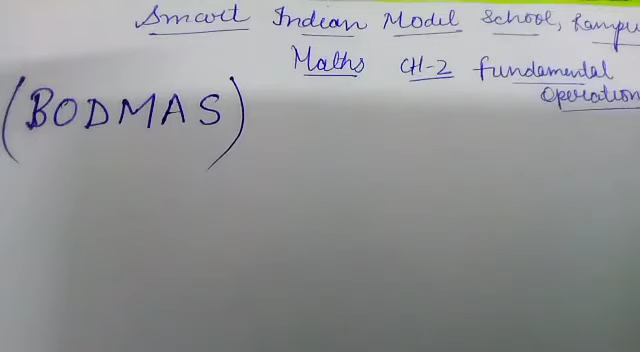 Smart Indian Model School, Rampu
Maths CH-2 fundamental
Operation
(BODMAS)